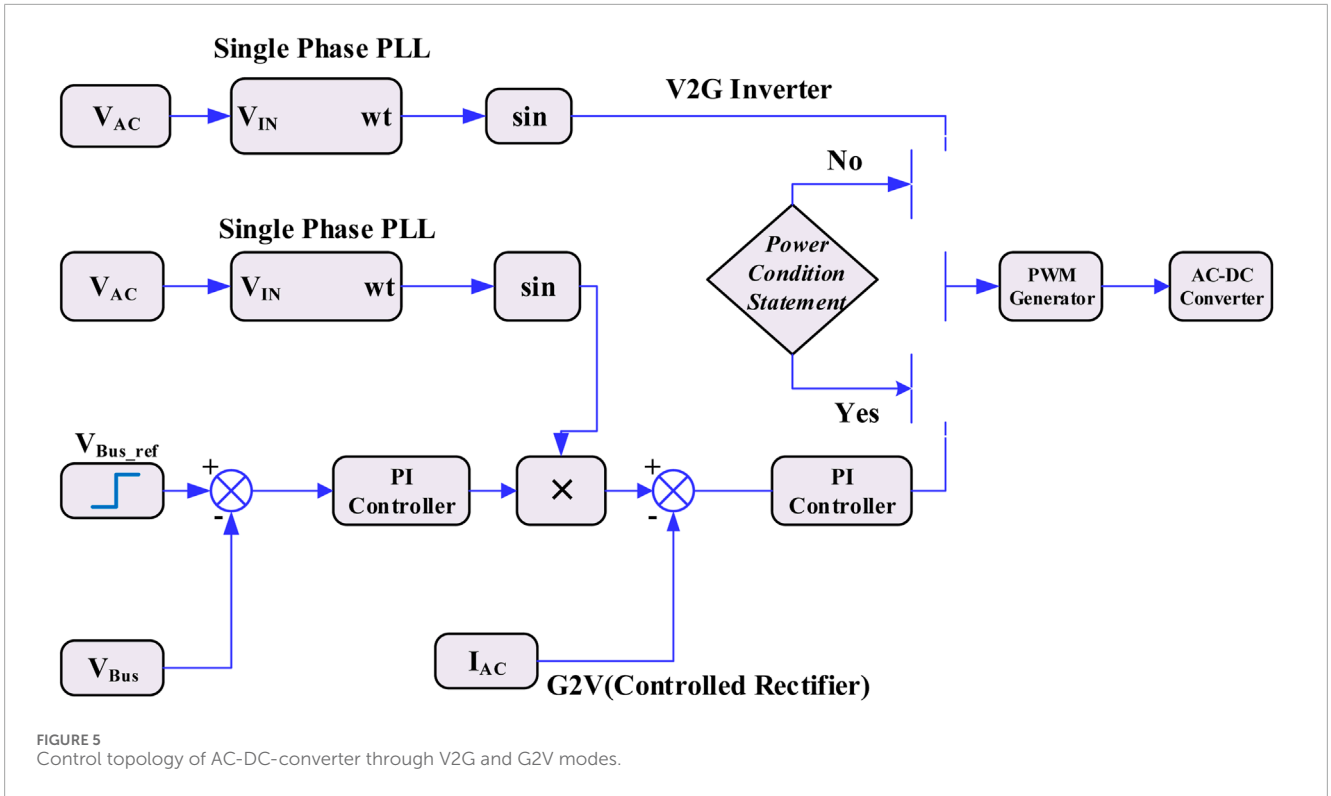 Single Phase PLL
V2G Inverter
V_AC
V_IN wt
sin
No
Single Phase PLL
V_AC
V_IN wt
sin
Power
Condition
Statement
PWM
Generator
AC-DC
Converter
Yes
V_Bus_ref
+
-
PI
Controller
×
+
-
PI
Controller
V_Bus
I_AC
G2V(Controlled Rectifier)
FIGURE 5
Control topology of AC-DC-converter through V2G and G2V modes.